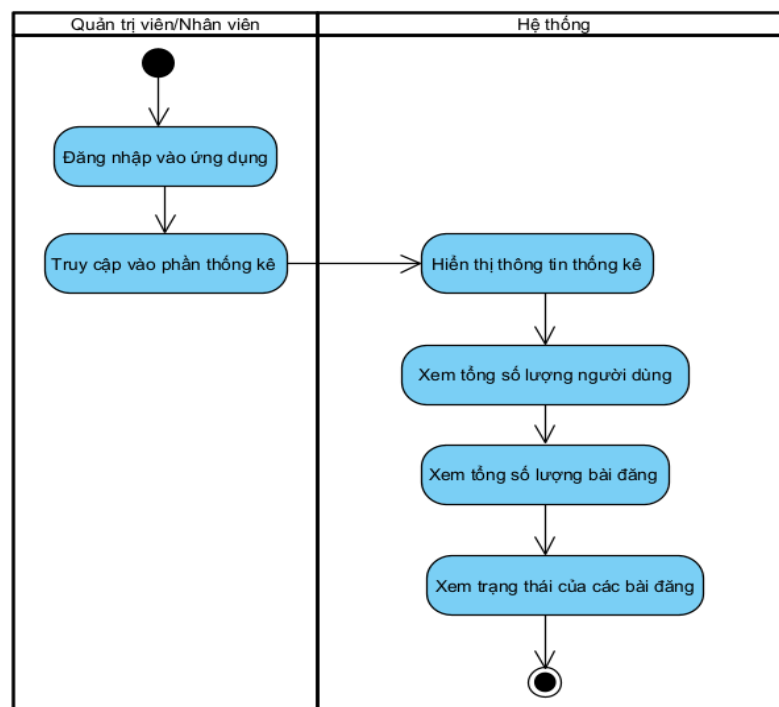 Quản trị viên/Nhân viên
Hệ thống
Đăng nhập vào ứng dụng
Truy cập vào phần thống kê
Hiển thị thông tin thống kê
Xem tổng số lượng người dùng
Xem tổng số lượng bài đăng
Xem trạng thái của các bài đăng